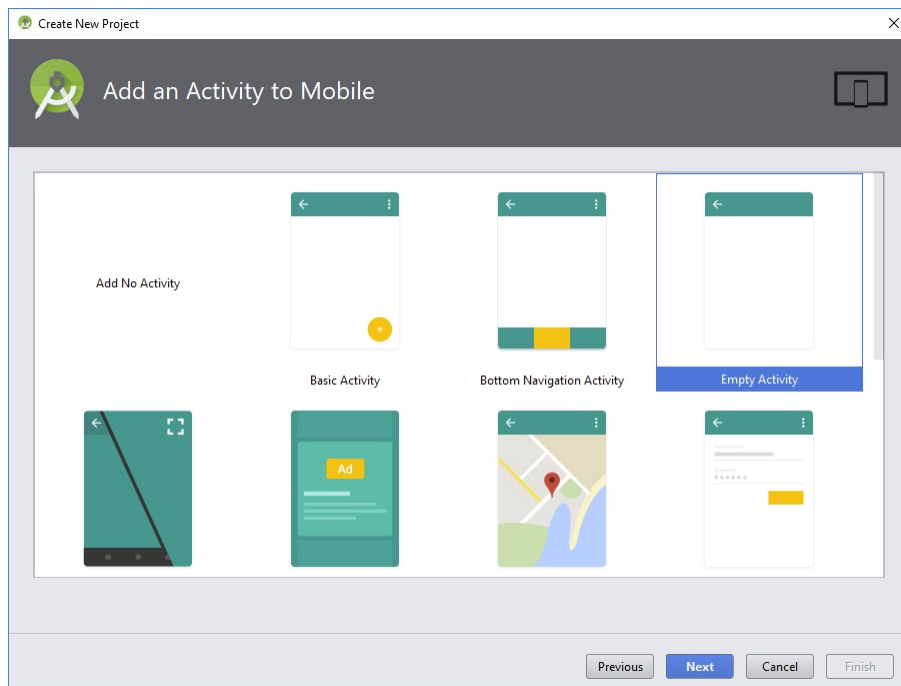 Create New Project
Add an Activity to Mobile
Add No Activity
Basic Activity
Bottom Navigation Activity
Empty Activity
Ad
Previous
Next
Cancel
Finish